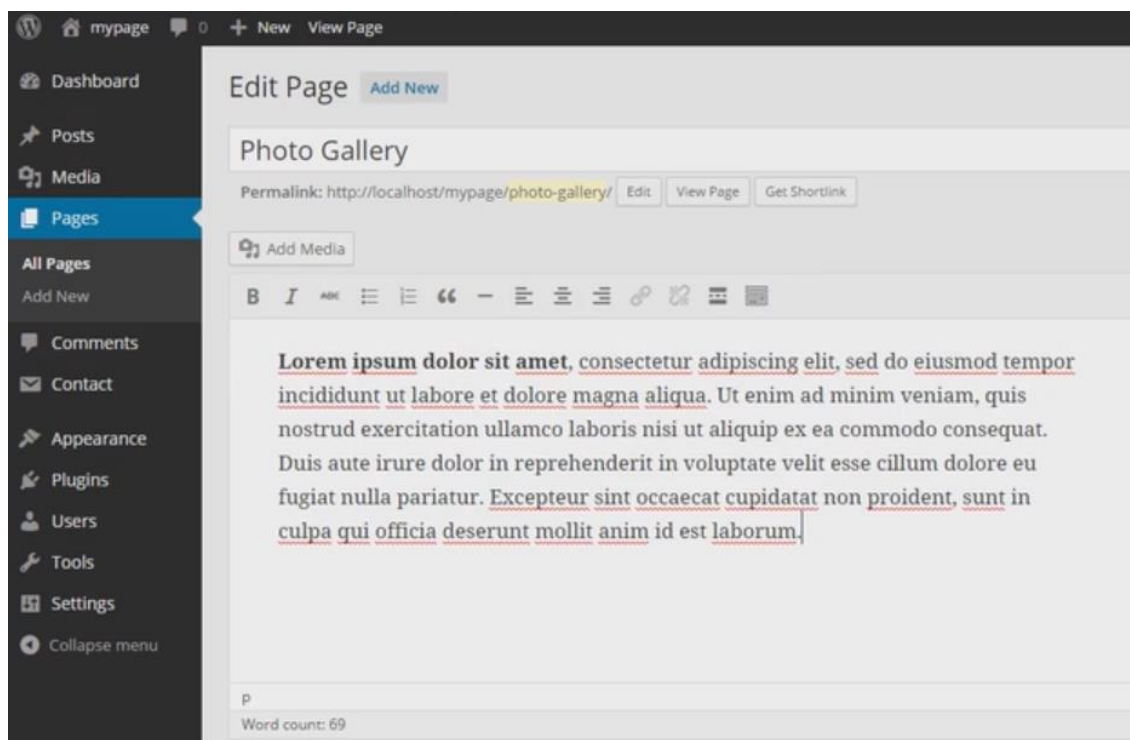 mypage 0 New View Page
Dashboard
Posts
Media
Pages
All Pages
Add New
Comments
Contact
Appearance
Plugins
Users
Tools
Settings
Collapse menu
Edit Page Add New
Photo Gallery
Permalink: http://localhost/mypage/photo-gallery/ Edit View Page Get Shortlink
Add Media
B I ABC
Lorem ipsum dolor sit amet, consectetur adipiscing elit, sed do eiusmod tempor
incididunt ut labore et dolore magna aliqua. Ut enim ad minim veniam, quis
nostrud exercitation ullamco laboris nisi ut aliquip ex ea commodo consequat.
Duis aute irure dolor in reprehenderit in voluptate velit esse cillum dolore eu
fugiat nulla pariatur. Excepteur sint occaecat cupidatat non proident, sunt in
culpa qui officia deserunt mollit anim id est laborum.
p
Word count: 69